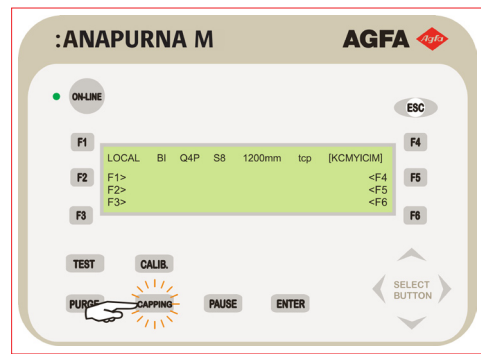 :ANAPURNA M
AGFA
Agfa
ON-LINE
ESC
F1
F4
LOCAL BI Q4P S8 1200mm tcp [KCMYlClM]
F2
F1> <F4
F5
F2> <F5
F3> <F6
F3
F6
TEST
CALIB.
SELECT
BUTTON
PURGE
CAPPING
PAUSE
ENTER